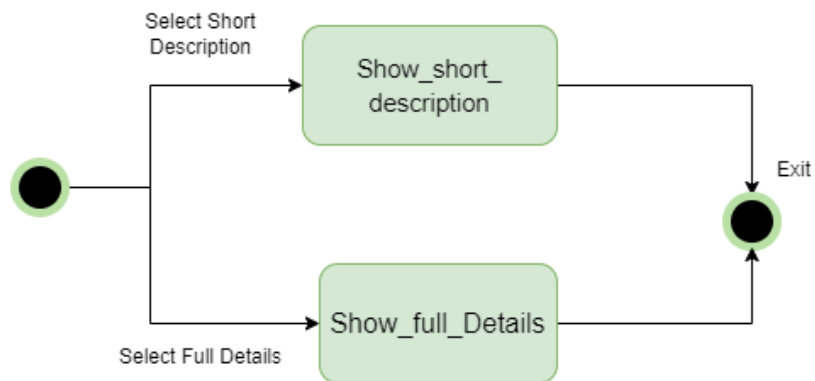 Select Short
Description
Show_short_
description
Exit
Show_full_Details
Select Full Details